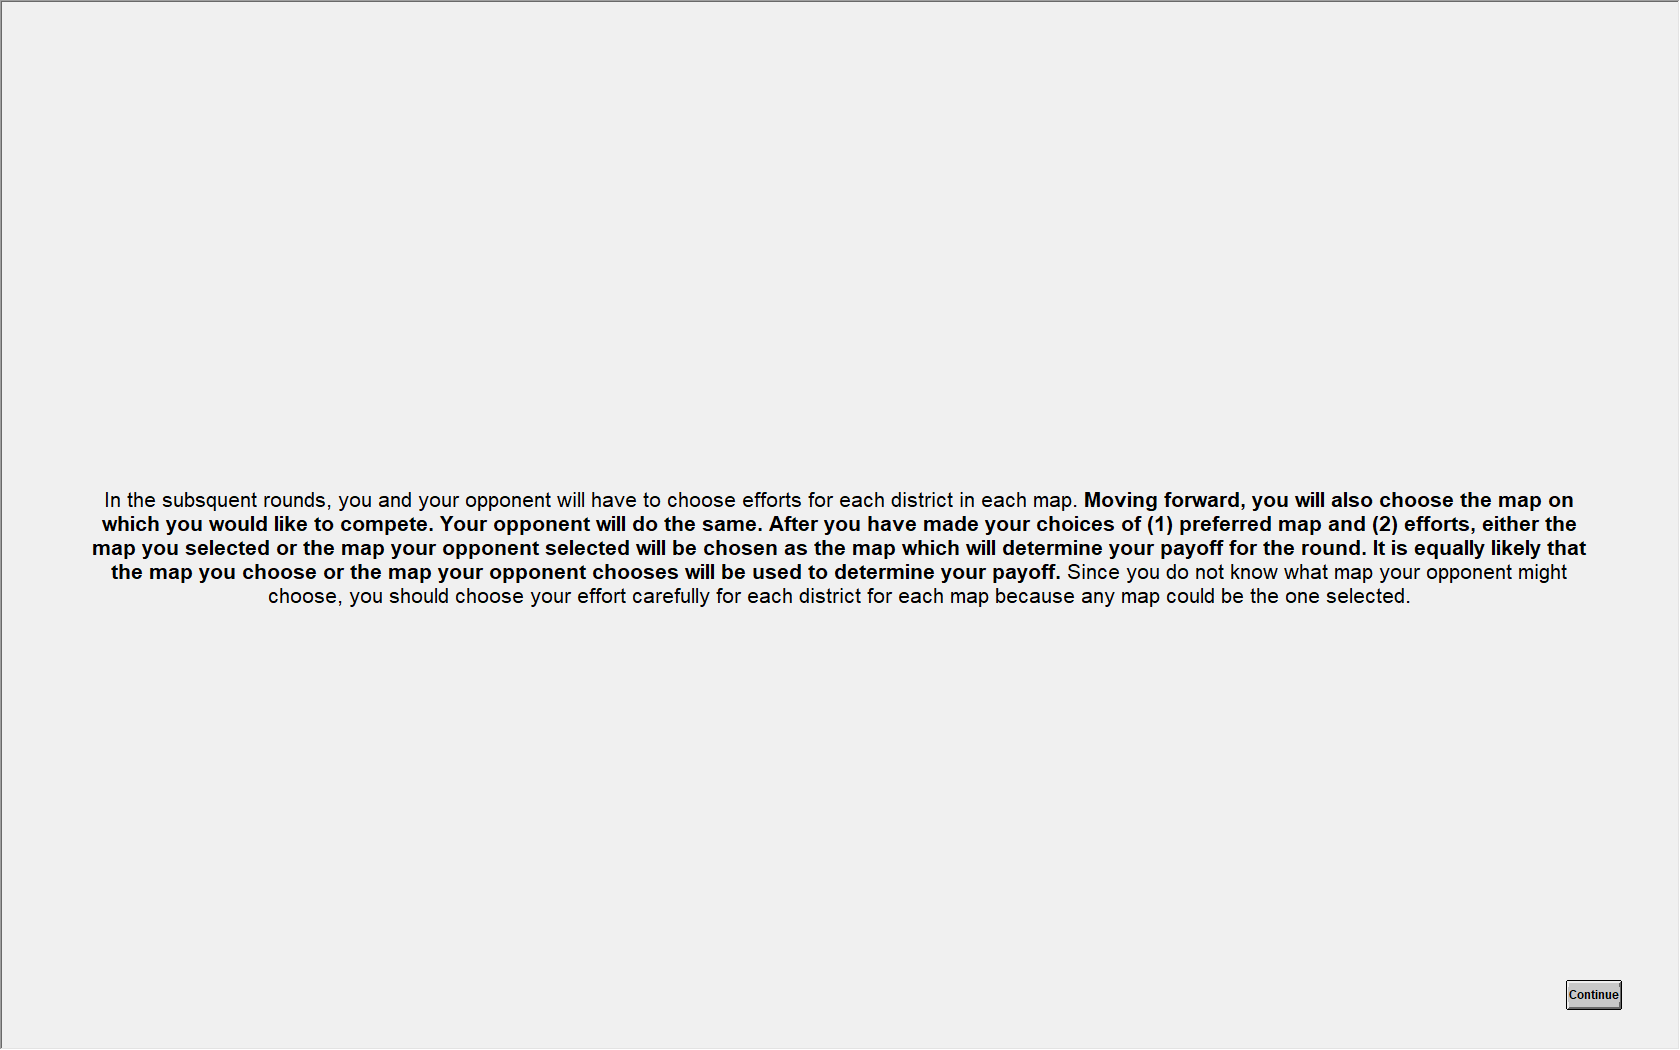 In the subsquent rounds, you and your opponent will have to choose efforts for each district in each map. Moving forward, you will also choose the map on
which you would like to compete. Your opponent will do the same. After you have made your choices of (1) preferred map and (2) efforts, either the
map you selected or the map your opponent selected will be chosen as the map which will determine your payoff for the round. It is equally likely that
the map you choose or the map your opponent chooses will be used to determine your payoff. Since you do not know what map your opponent might
choose, you should choose your effort carefully for each district for each map because any map could be the one selected.
Continue